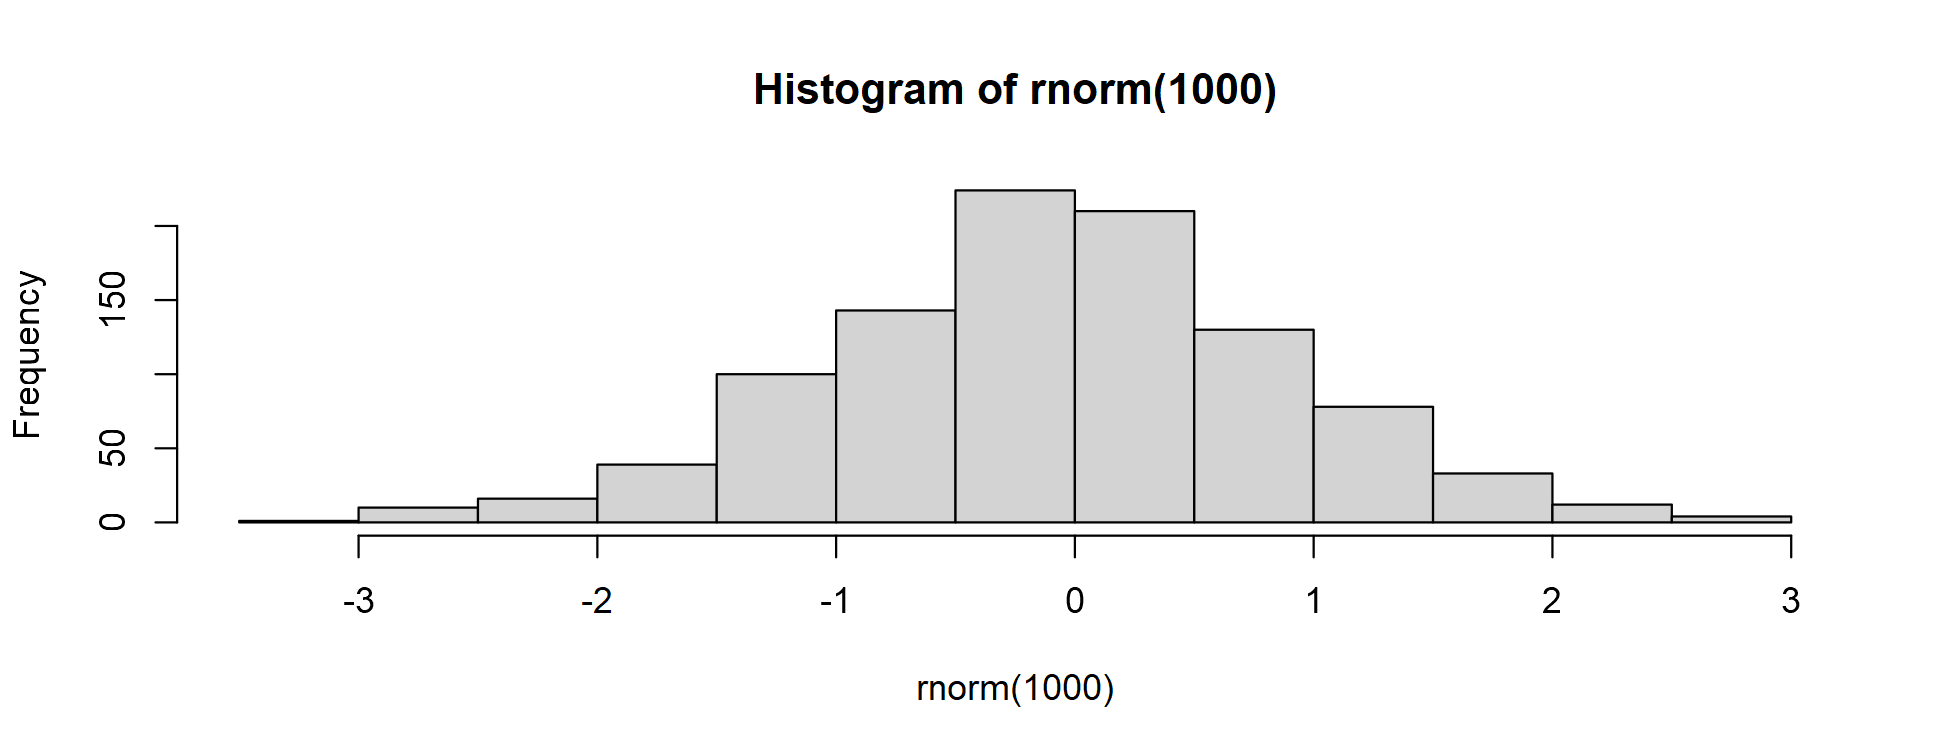 Histogram of rnorm(1000)
Frequency
150
50
0
-3 -2 -1 0 1 2 3
rnorm(1000)